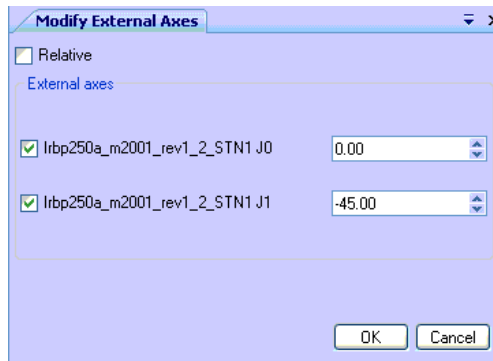 Modify External Axes
Relative
External axes
Irbp250a_m2001_rev1_2_STN1 J0 0.00
Irbp250a_m2001_rev1_2_STN1 J1 -45.00
OK Cancel